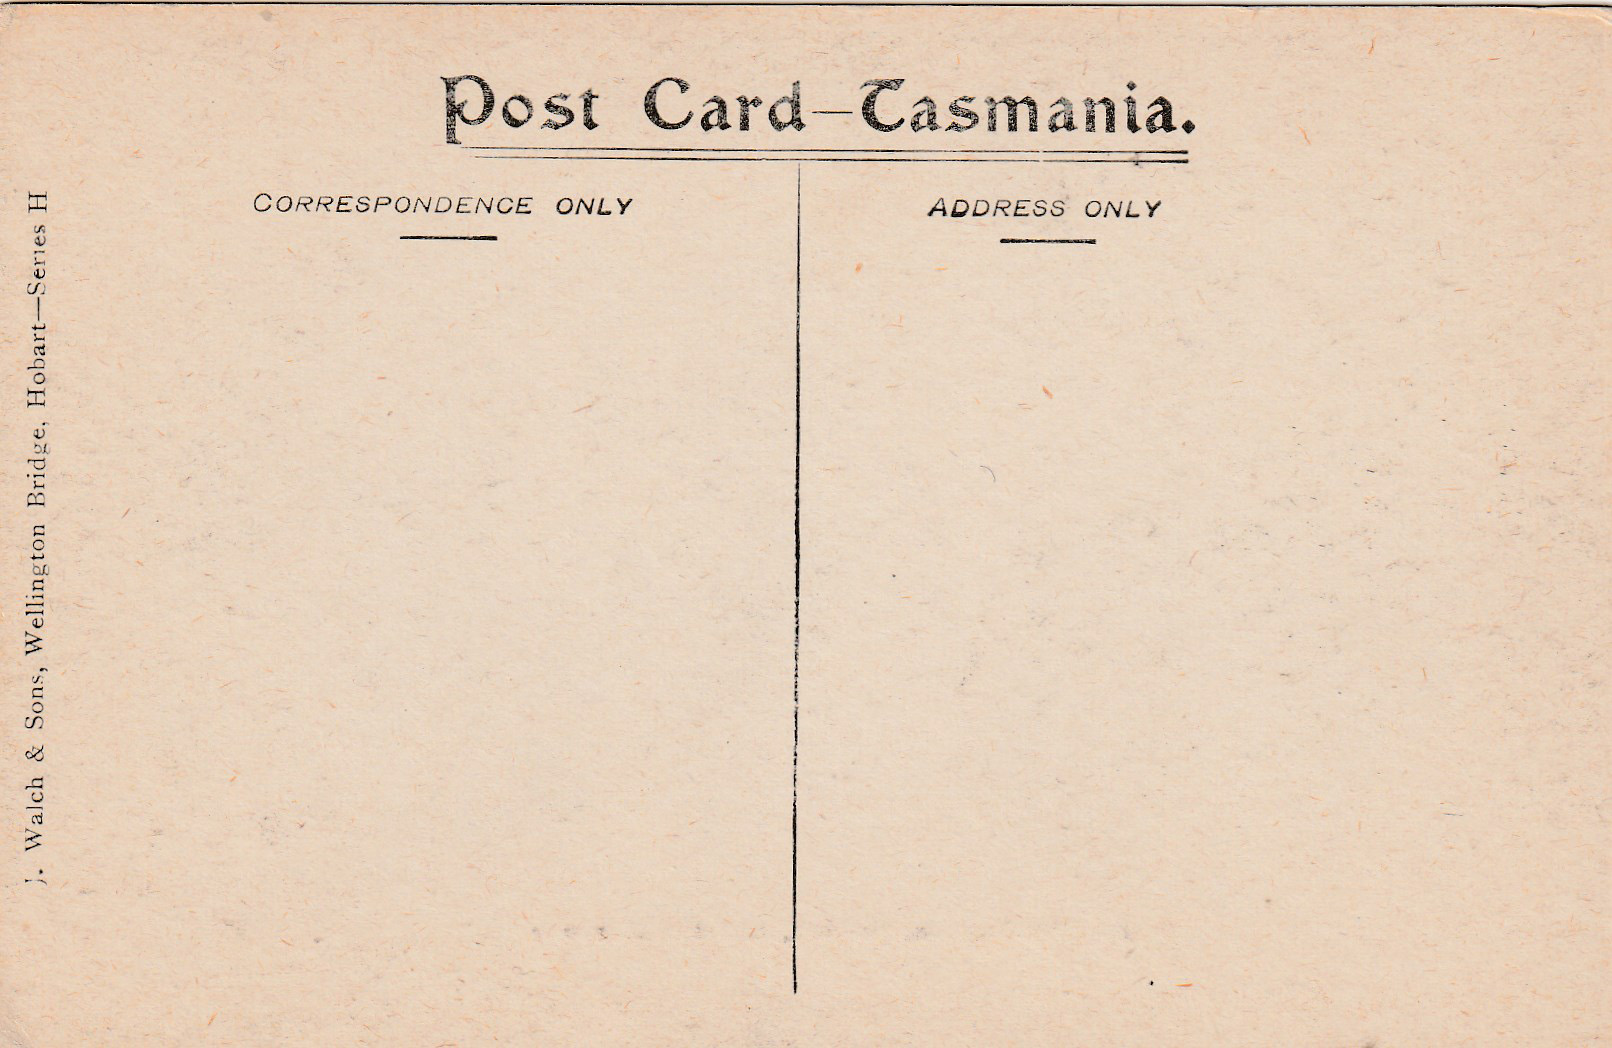 Post Card—Tasmania.
CORRESPONDENCE ONLY
ADDRESS ONLY
J. Walch & Sons, Wellington Bridge, Hobart—Series H